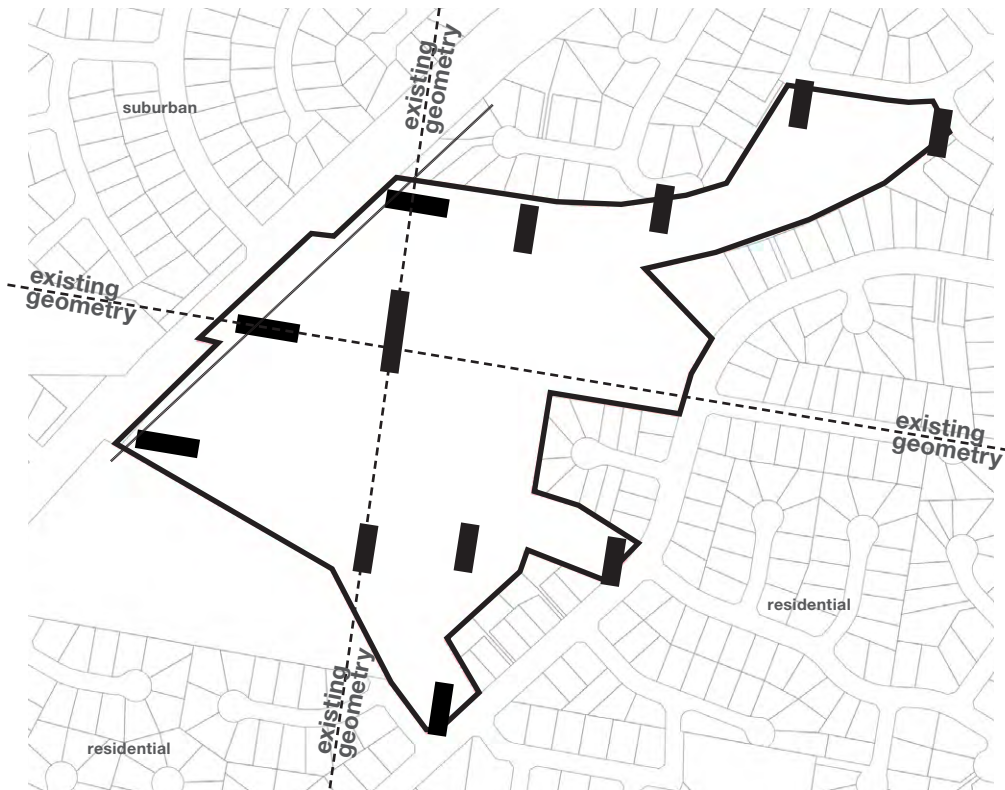 existing
geometry
suburban
existing
geometry
existing
geometry
residential
existing
geometry
residential